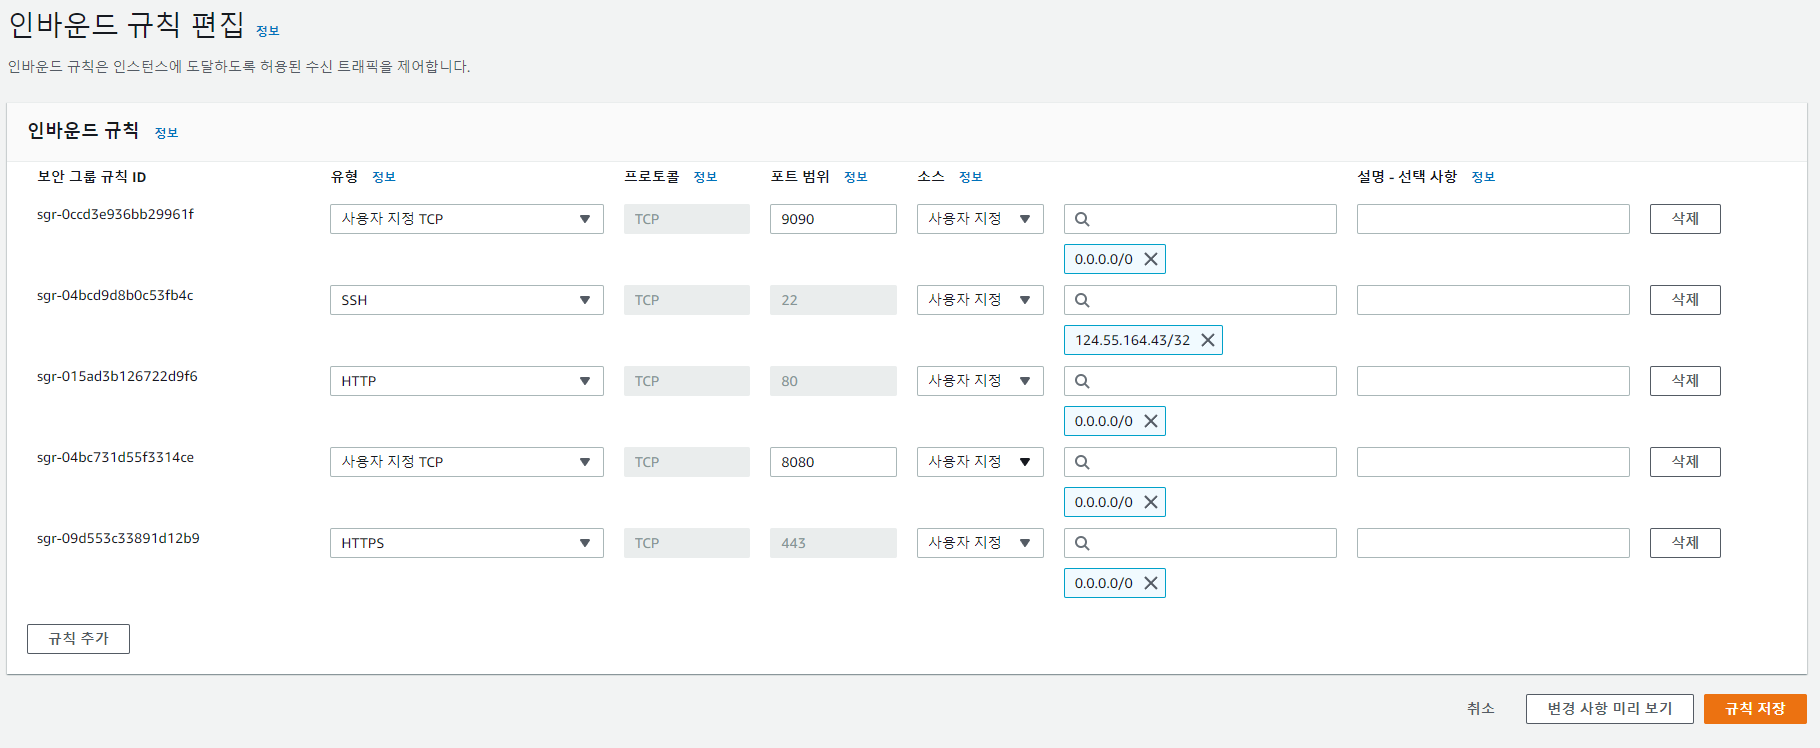 인바운드 규칙 편집 정보
인바운드 규칙은 인스턴스에 도달하도록 허용된 수신 트래픽을 제어합니다.
인바운드 규칙 정보
보안 그룹 규칙 ID 유형 정보 프로토콜 정보 포트 범위 정보 소스 정보 설명 - 선택 사항 정보
sgr-0ccd3e936bb29961f 사용자 지정 TCP TCP 9090 사용자 지정 삭제
0.0.0.0/0
sgr-04bcd9d8b0c53fb4c SSH TCP 22 사용자 지정 삭제
124.55.164.43/32
sgr-015ad3b126722d9f6 HTTP TCP 80 사용자 지정 삭제
0.0.0.0/0
sgr-04bc731d55f3314ce 사용자 지정 TCP TCP 8080 사용자 지정 삭제
0.0.0.0/0
sgr-09d553c33891d12b9 HTTPS TCP 443 사용자 지정 삭제
0.0.0.0/0
규칙 추가
취소 변경 사항 미리 보기 규칙 저장